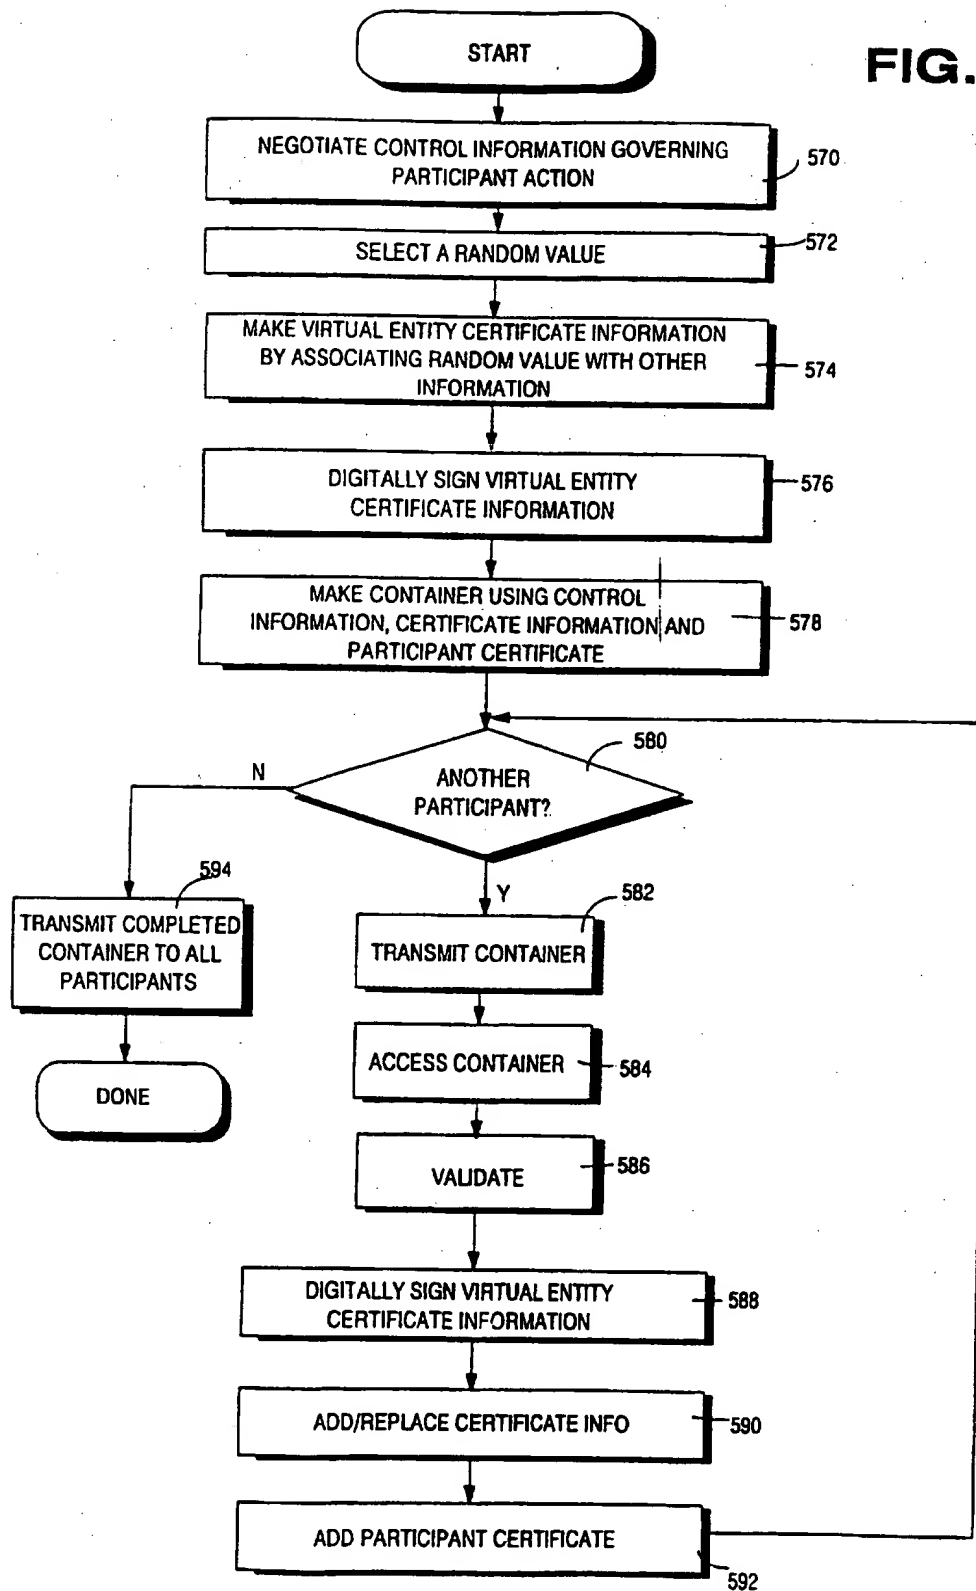 START
FIG.
NEGOTIATE CONTROL INFORMATION GOVERNING
PARTICIPANT ACTION
570
SELECT A RANDOM VALUE
572
MAKE VIRTUAL ENTITY CERTIFICATE INFORMATION
BY ASSOCIATING RANDOM VALUE WITH OTHER
INFORMATION
574
DIGITALLY SIGN VIRTUAL ENTITY
CERTIFICATE INFORMATION
576
MAKE CONTAINER USING CONTROL
INFORMATION, CERTIFICATE INFORMATION AND
PARTICIPANT CERTIFICATE
578
580
N
ANOTHER
PARTICIPANT?
Y
594
TRANSMIT COMPLETED
CONTAINER TO ALL
PARTICIPANTS
DONE
582
TRANSMIT CONTAINER
ACCESS CONTAINER
584
VALIDATE
586
DIGITALLY SIGN VIRTUAL ENTITY
CERTIFICATE INFORMATION
588
ADD/REPLACE CERTIFICATE INFO
590
ADD PARTICIPANT CERTIFICATE
592